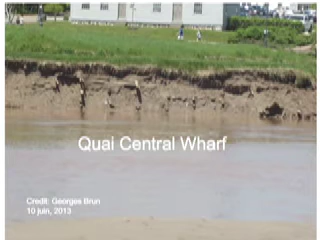 Quai Central Wharf
Credit: Georges Brun
10 juin, 2013